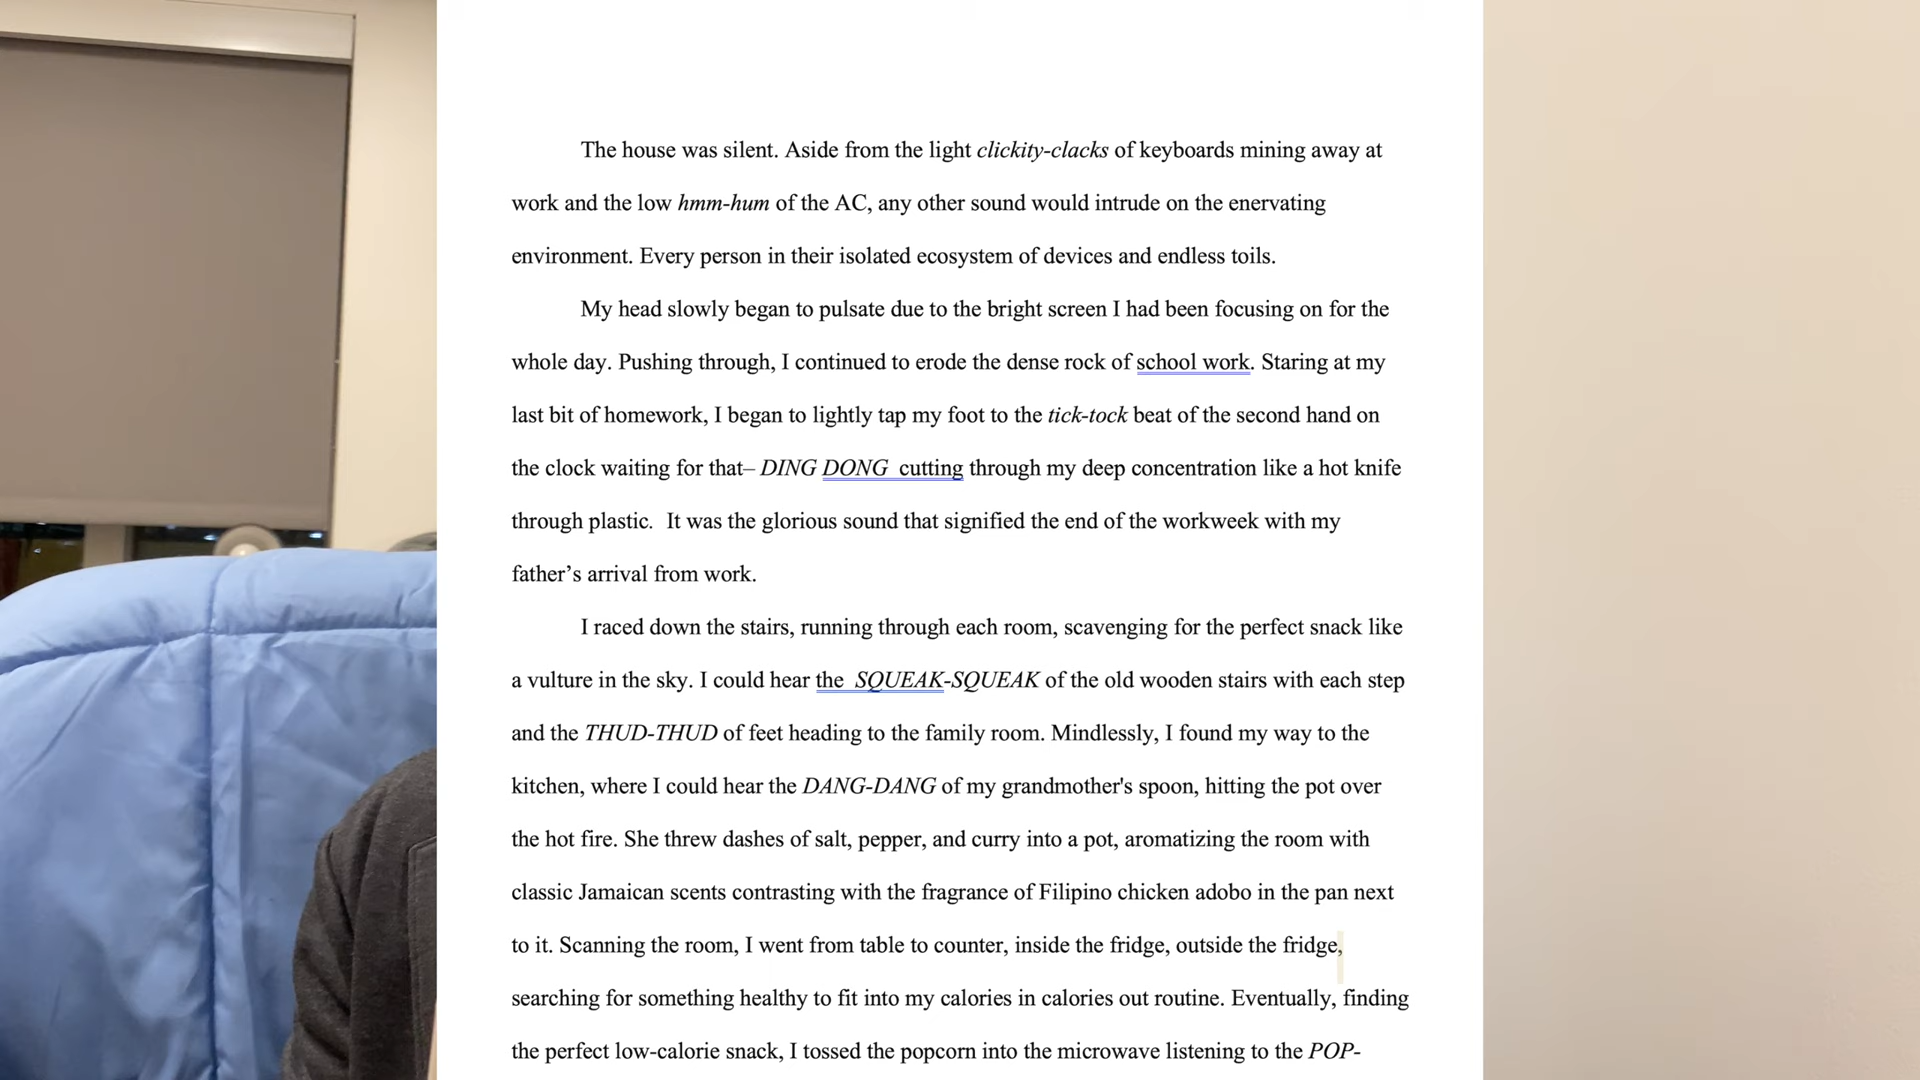 The house was silent. Aside from the light clickity-clacks of keyboards mining away at
work and the low hmm-hum of the AC, any other sound would intrude on the enervating
environment. Every person in their isolated ecosystem of devices and endless toils.
My head slowly began to pulsate due to the bright screen I had been focusing on for the
whole day. Pushing through, I continued to erode the dense rock of school work. Staring at my
last bit of homework, I began to lightly tap my foot to the tick-tock beat of the second hand on
the clock waiting for that– DING DONG  cutting through my deep concentration like a hot knife
through plastic.  It was the glorious sound that signified the end of the workweek with my
father’s arrival from work.
I raced down the stairs, running through each room, scavenging for the perfect snack like
a vulture in the sky. I could hear the  SQUEAK-SQUEAK of the old wooden stairs with each step
and the THUD-THUD of feet heading to the family room. Mindlessly, I found my way to the
kitchen, where I could hear the DANG-DANG of my grandmother's spoon, hitting the pot over
the hot fire. She threw dashes of salt, pepper, and curry into a pot, aromatizing the room with
classic Jamaican scents contrasting with the fragrance of Filipino chicken adobo in the pan next
to it. Scanning the room, I went from table to counter, inside the fridge, outside the fridge,
searching for something healthy to fit into my calories in calories out routine. Eventually, finding
the perfect low-calorie snack, I tossed the popcorn into the microwave listening to the POP-